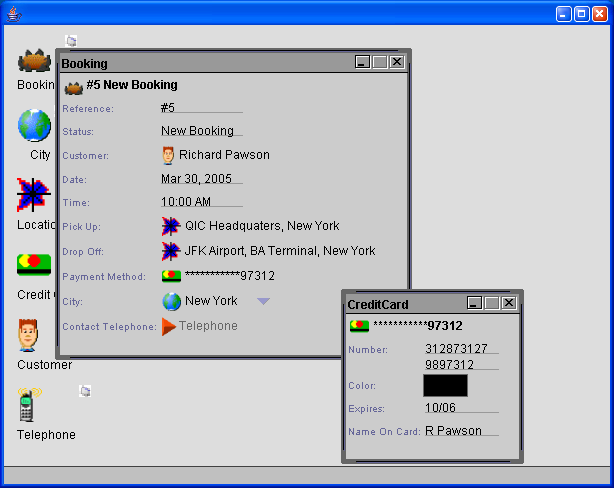 Booking
#5 New Booking
Reference: #5
Status: New Booking
Customer: Richard Pawson
Date: Mar 30, 2005
Time: 10:00 AM
Pick Up: QIC Headquaters, New York
Drop Off: JFK Airport, BA Terminal, New York
Payment Method: ***********97312
City: New York
Contact Telephone: Telephone
CreditCard
***********97312
Number: 312873127
9897312
Color:
Expires: 10/06
Name On Card: R Pawson
Bookin
City
Locatio
Credit C
Customer
Telephone